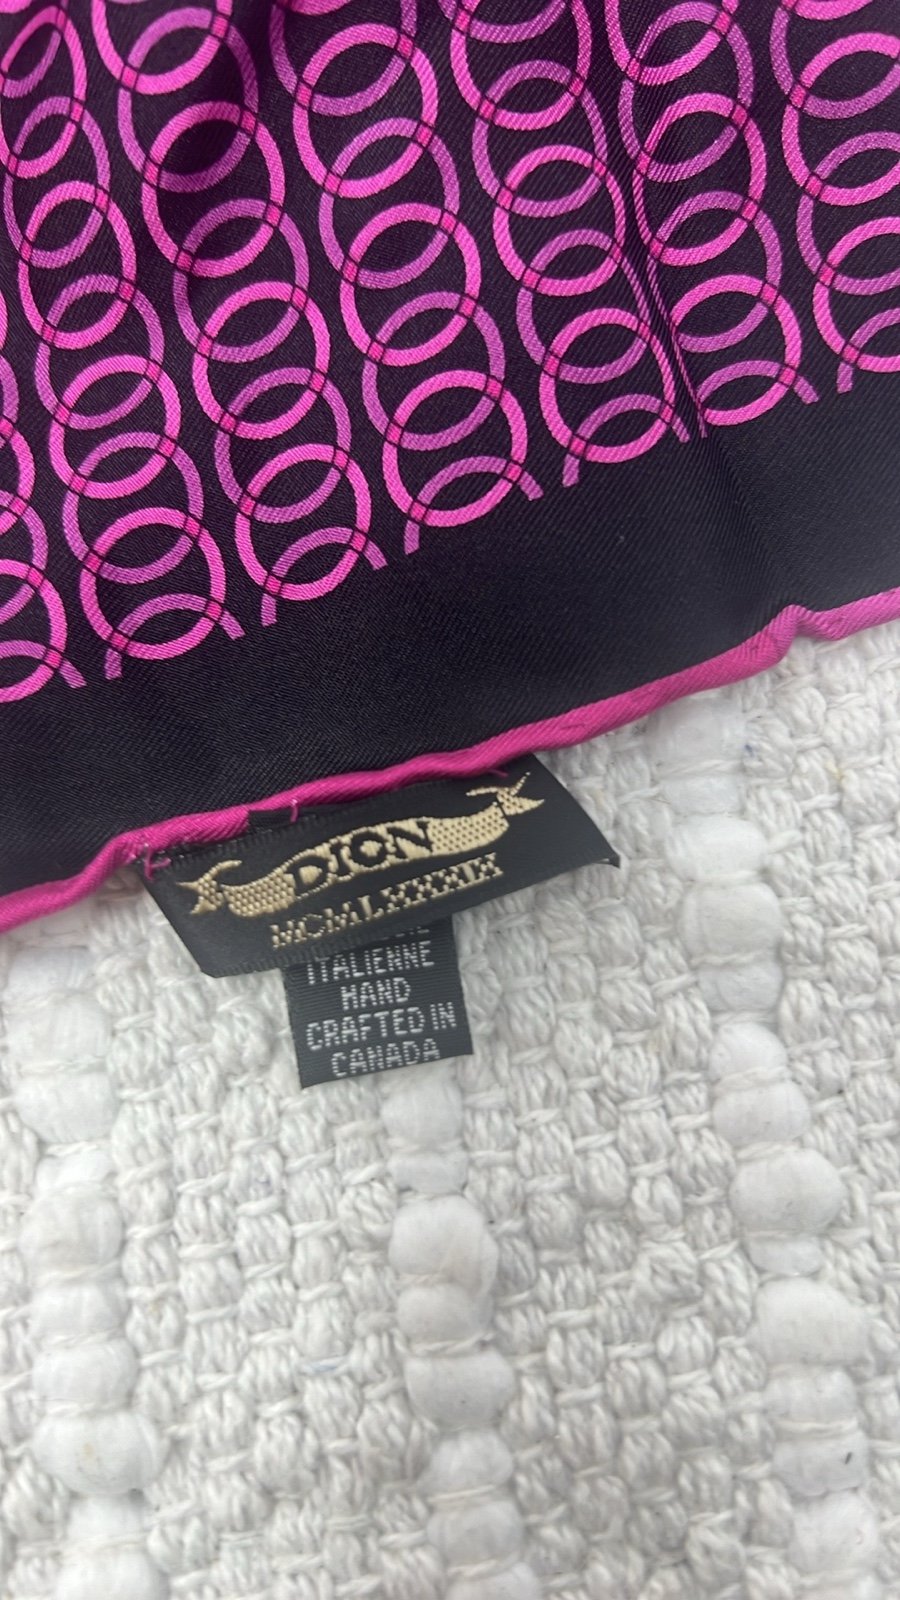 DION
MCMLXXXIX
ITALIENNE
HAND
CRAFTED IN
CANADA